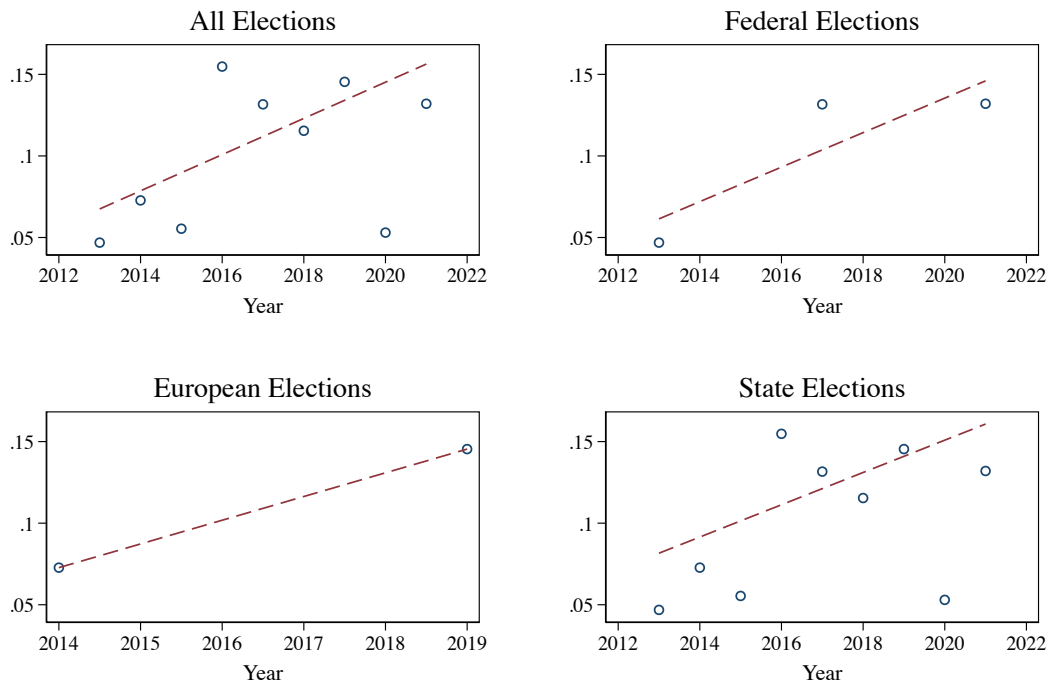 All Elections
.15
.1
.05
2012 2014 2016 2018 2020 2022
Year
Federal Elections
.15
.1
.05
2012 2014 2016 2018 2020 2022
Year
European Elections
.15
.1
.05
2014 2015 2016 2017 2018 2019
Year
State Elections
.15
.1
.05
2012 2014 2016 2018 2020 2022
Year